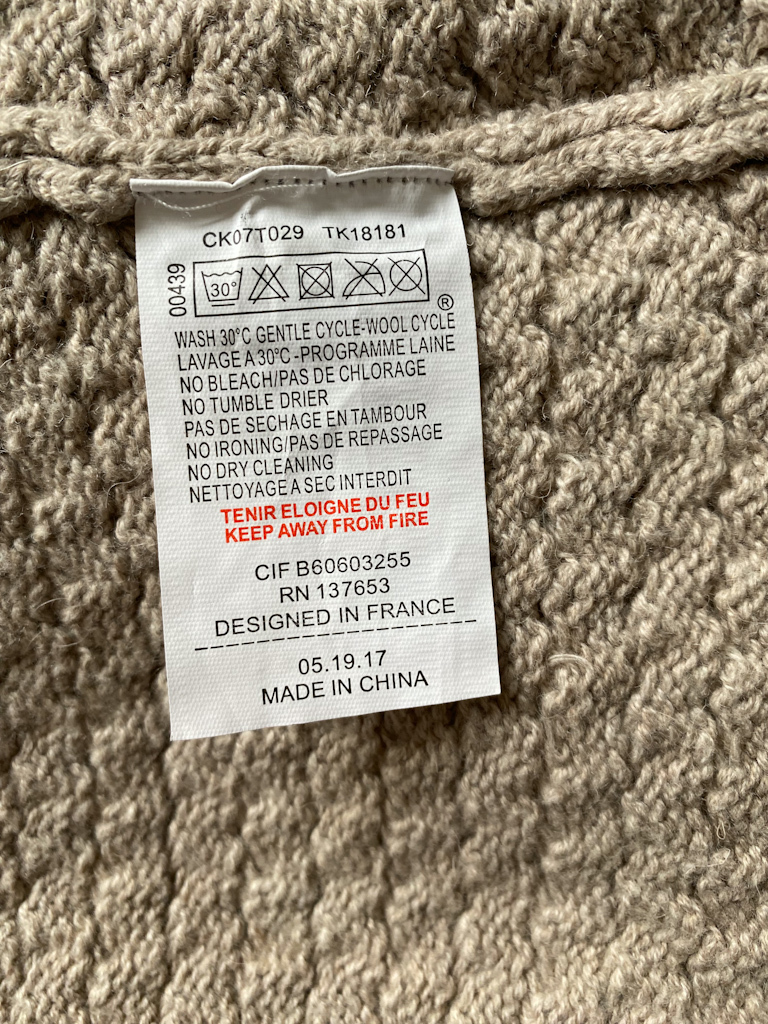 CK07T029 TK18181
00439
30°
®
WASH 30°C GENTLE CYCLE-WOOL CYCLE
LAVAGE A 30°C -PROGRAMME LAINE
NO BLEACH/PAS DE CHLORAGE
NO TUMBLE DRIER
PAS DE SECHAGE EN TAMBOUR
NO IRONING/PAS DE REPASSAGE
NO DRY CLEANING
NETTOYAGE A SEC INTERDIT
TENIR ELOIGNE DU FEU
KEEP AWAY FROM FIRE
CIF B60603255
RN 137653
DESIGNED IN FRANCE
05.19.17
MADE IN CHINA